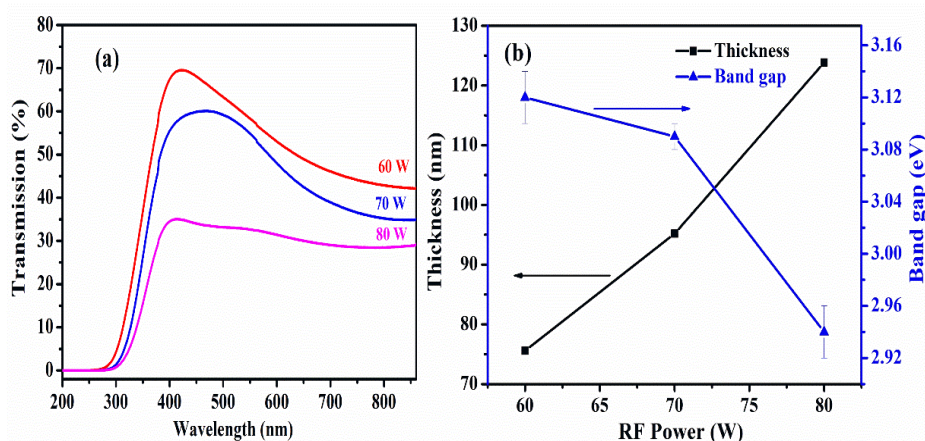 (a)
80
70
60
50
40
30
20
10
0
Transmission (%)
60 W
70 W
80 W
200 300 400 500 600 700 800
Wavelength (nm)
(b)
Thickness
Band gap
130
120
110
100
90
80
70
Thickness (nm)
3.16
3.12
3.08
3.04
3.00
2.96
2.92
Band gap (eV)
60 65 70 75 80
RF Power (W)